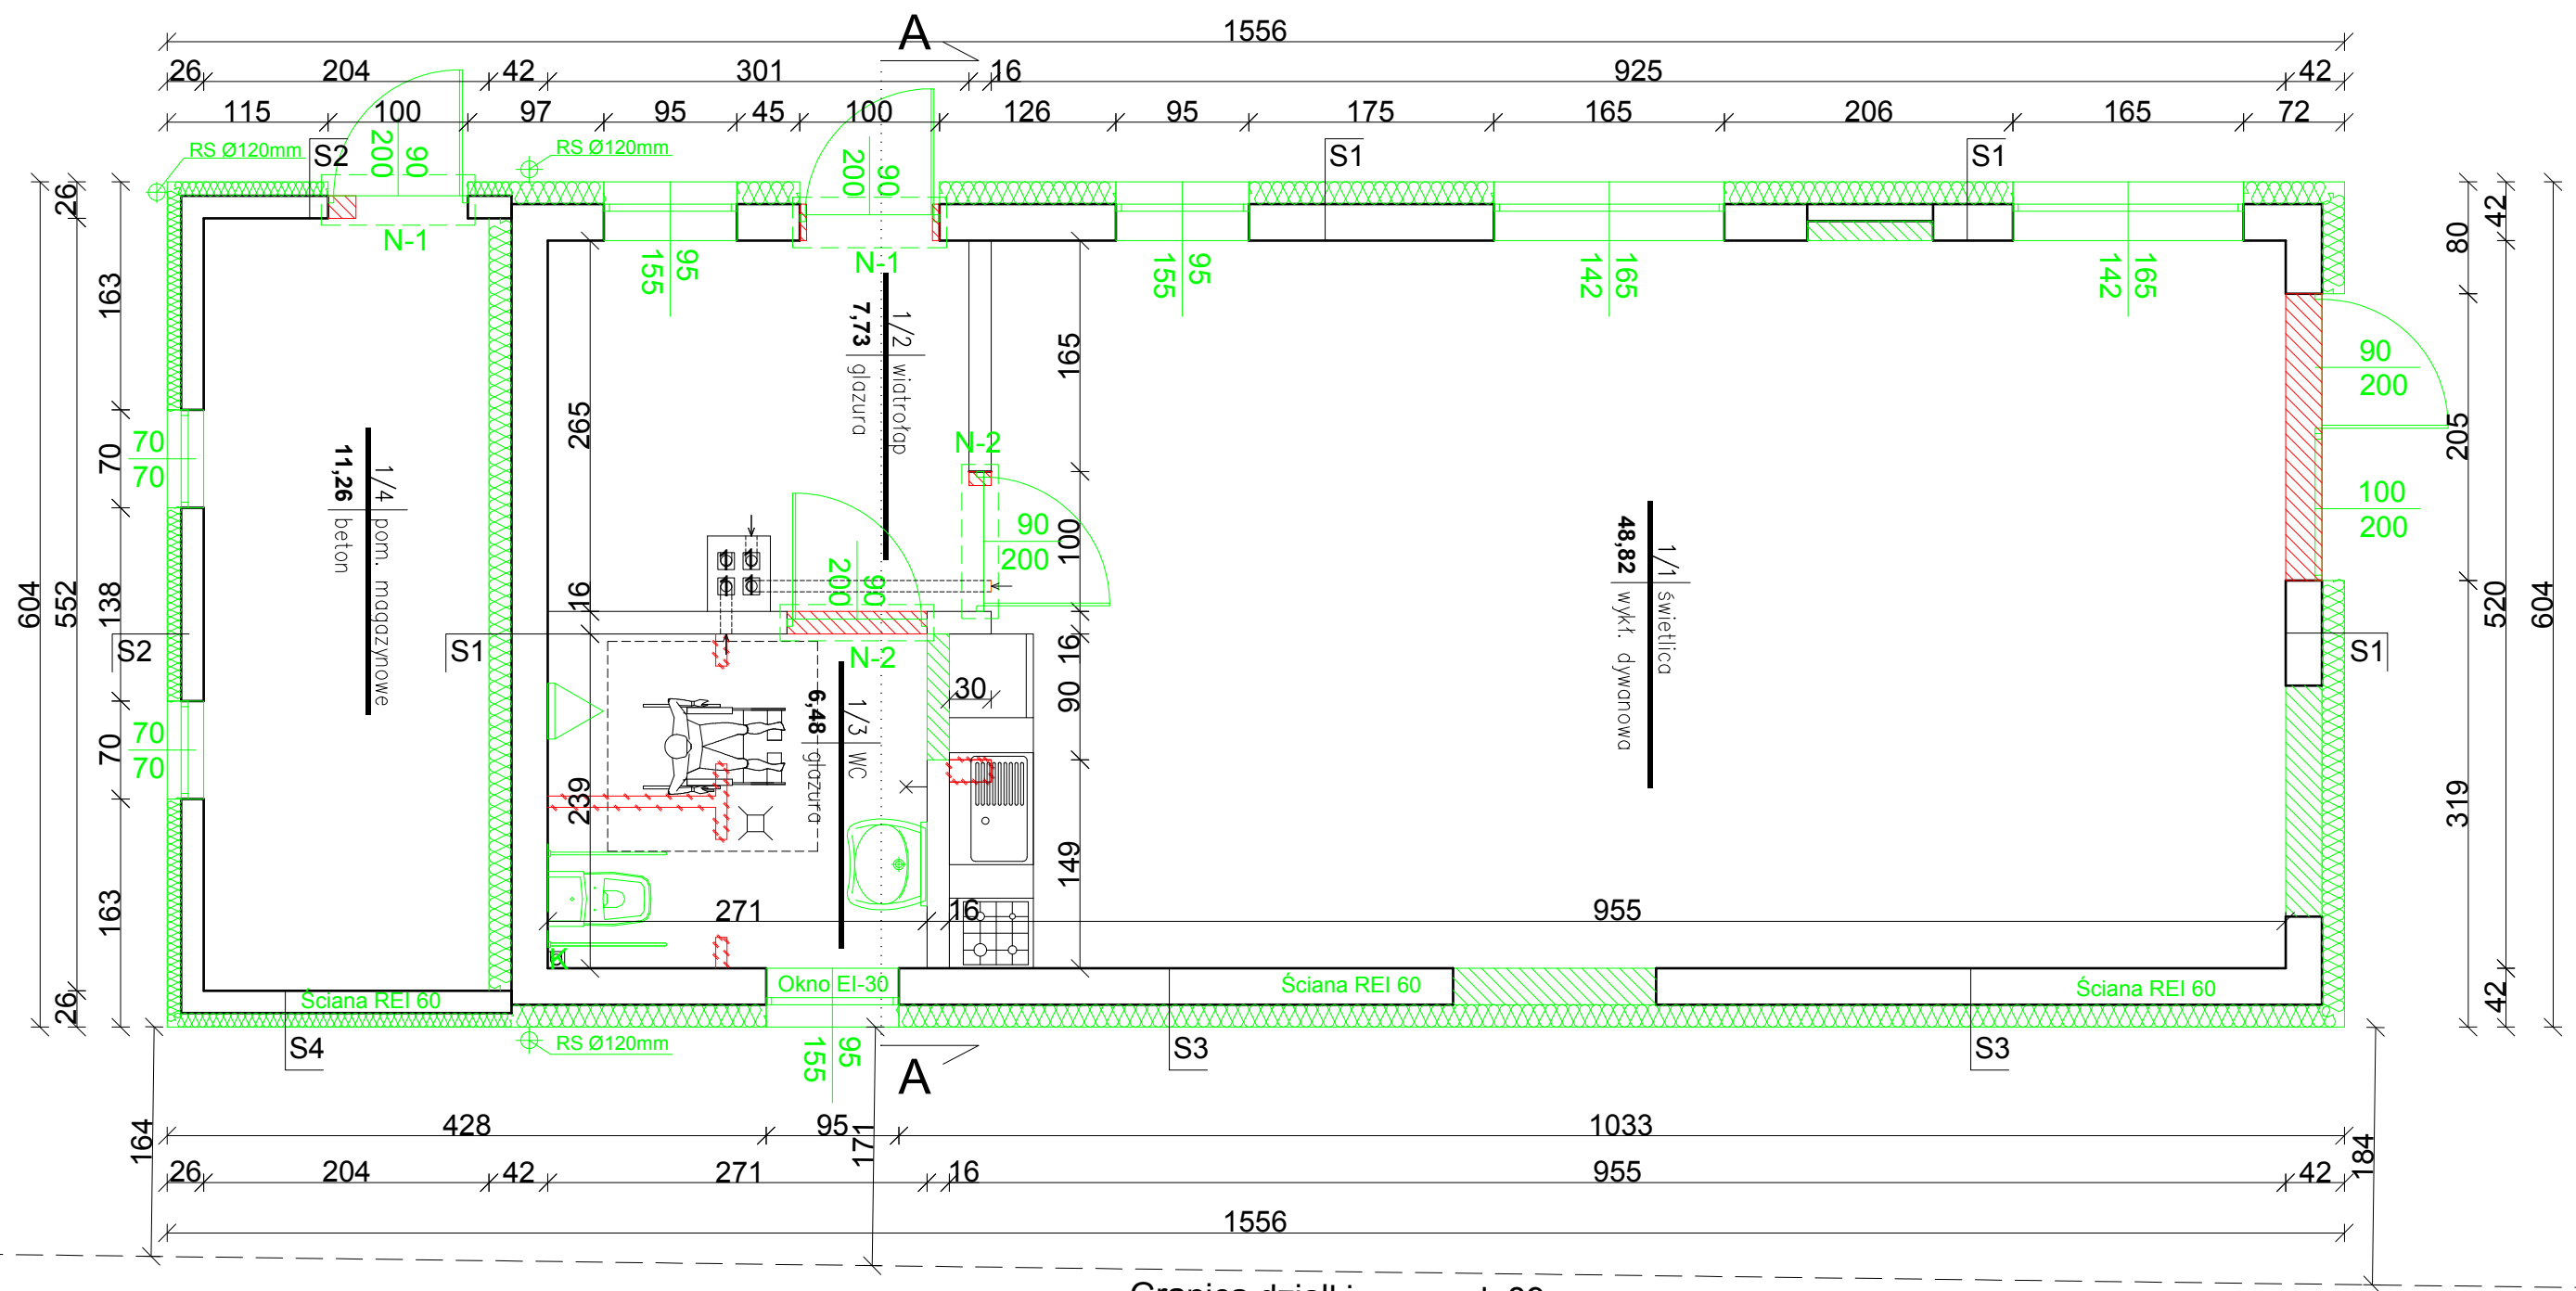 A
1556
26 204 42 301 16 925 42
115 100 97 95 45 100 126 95 175 165 206 165 72
RS Ø120mm
S2
90
200
RS Ø120mm
90
200
S1
S1
N-1
N-1
95
155
95
155
165
142
165
142
604
26
552
26
163
70
138
70
163
70
70
70
70
S2
1/4 pom. magazynowe
11,26 beton
1/2 wiatrołap
7,73 glazura
265
16
239
195
100
16
90
149
N-2
90
200
90
200
N-2
1 1
1 1
S1
30
1/3 WC
6,48 glazura
1/1 świetlica
48,82 wykł. dywanowa
90
200
100
200
S1
80
205
319
42
520
42
604
271 16 955
Okno EI-30
Ściana REI 60
Ściana REI 60
Ściana REI 60
S4
RS Ø120mm
95
155
A
S3
S3
164
171
184
428 95 1033
26 204 42 271 16 955 42
1556